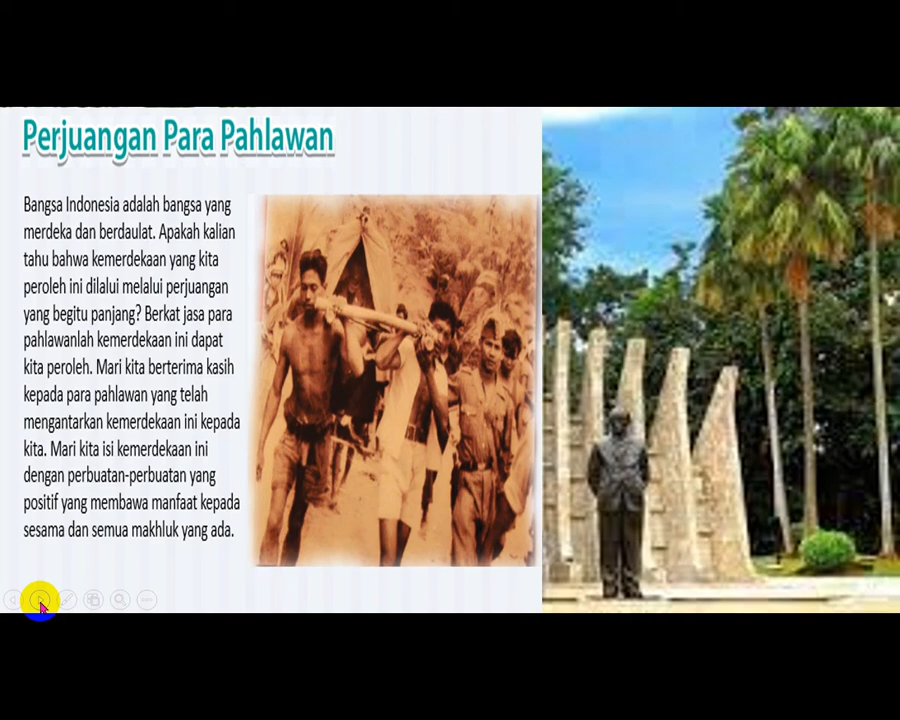 Perjuangan Para Pahlawan
Bangsa Indonesia adalah bangsa yang
merdeka dan berdaulat. Apakah kalian
tahu bahwa kemerdekaan yang kita
peroleh ini dilalui melalui perjuangan
yang begitu panjang? Berkat jasa para
pahlawanlah kemerdekaan ini dapat
kita peroleh. Mari kita berterima kasih
kepada para pahlawan yang telah
mengantarkan kemerdekaan ini kepada
kita. Mari kita isi kemerdekaan ini
dengan perbuatan-perbuatan yang
positif yang membawa manfaat kepada
sesama dan semua makhluk yang ada.